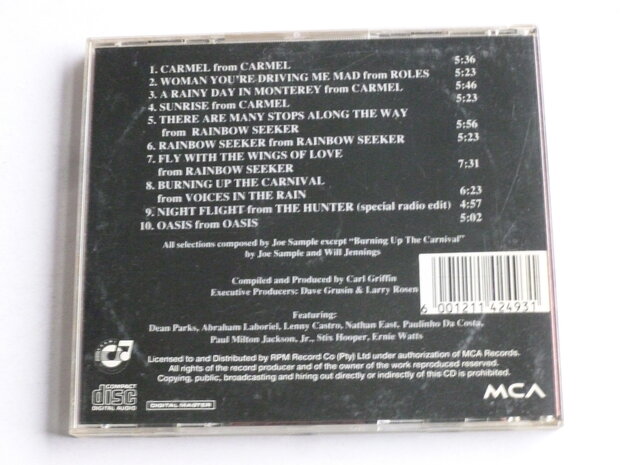 1. CARMEL from CARMEL 5:36
2. WOMAN YOU'RE DRIVING ME MAD from ROLES 5:23
3. A RAINY DAY IN MONTEREY from CARMEL 5:46
4. SUNRISE from CARMEL 5:23
5. THERE ARE MANY STOPS ALONG THE WAY
from RAINBOW SEEKER 5:56
6. RAINBOW SEEKER from RAINBOW SEEKER 5:23
7. FLY WITH THE WINGS OF LOVE
from RAINBOW SEEKER 7:31
8. BURNING UP THE CARNIVAL
from VOICES IN THE RAIN 6:23
9. NIGHT FLIGHT from THE HUNTER (special radio edit) 4:57
10. OASIS from OASIS 5:02
All selections composed by Joe Sample except "Burning Up The Carnival"
by Joe Sample and Will Jennings
Compiled and Produced by Carl Griffin
Executive Producers: Dave Grusin & Larry Rosen
6 001211 424931
Featuring:
Dean Parks, Abraham Laboriel, Lenny Castro, Nathan East, Paulinho Da Costa,
Paul Milton Jackson, Jr., Stix Hooper, Ernie Watts
Licensed to and Distributed by RPM Record Co (Pty) Ltd under authorization of MCA Records.
All rights of the record producer and of the owner of the work reproduced reserved.
Copying, public, broadcasting and hiring out directly or indirectly of this CD is prohibited.
COMPACT
disc
DIGITAL AUDIO
DIGITAL MASTER
MCA